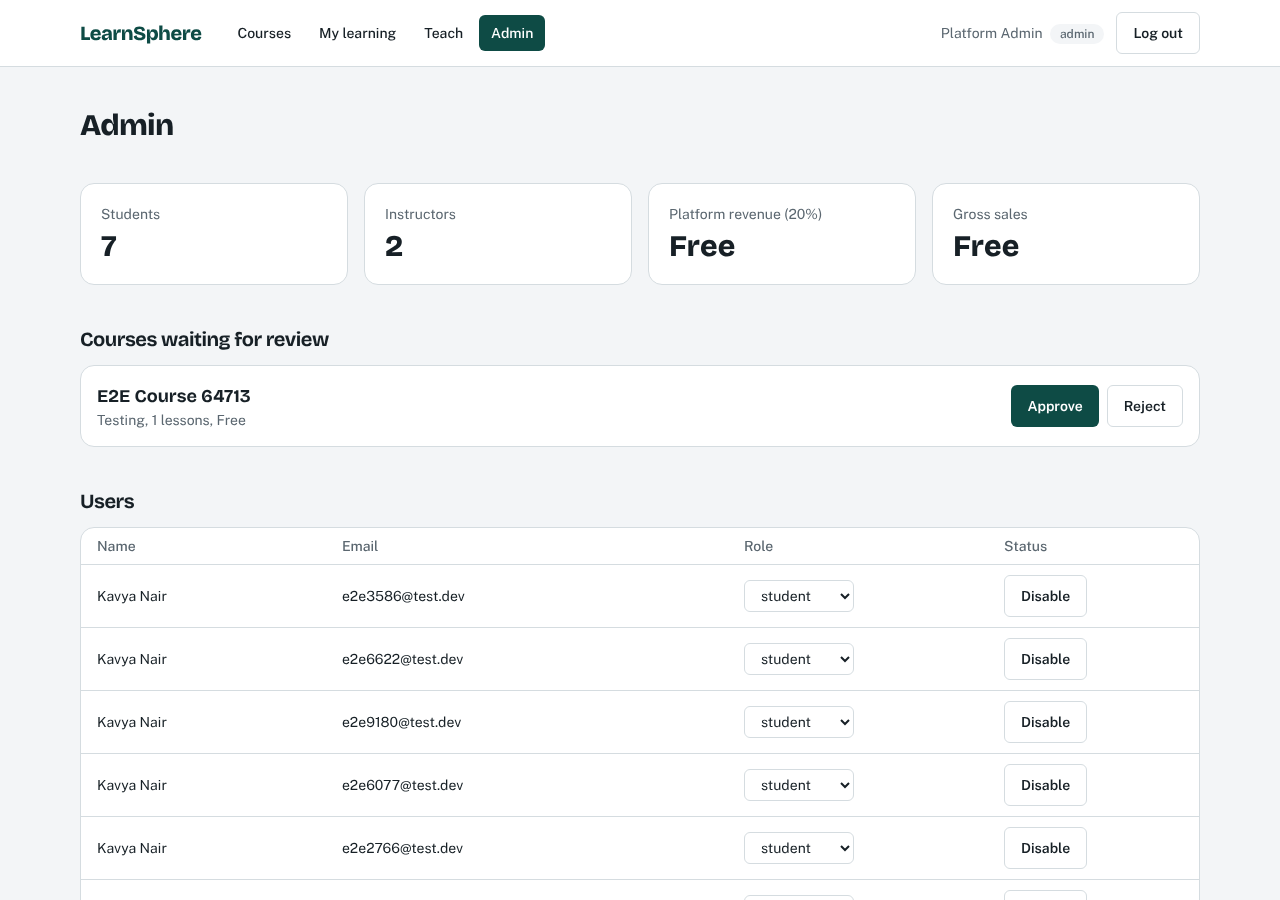 LearnSphere Courses My learning Teach Admin Platform Admin admin Log out
Admin
Students Instructors Platform revenue (20%) Gross sales
7 2 Free Free
Courses waiting for review
E2E Course 64713
Testing, 1 lessons, Free
Approve Reject
Users
Name Email Role Status
Kavya Nair e2e3586@test.dev student Disable
Kavya Nair e2e6622@test.dev student Disable
Kavya Nair e2e9180@test.dev student Disable
Kavya Nair e2e6077@test.dev student Disable
Kavya Nair e2e2766@test.dev student Disable